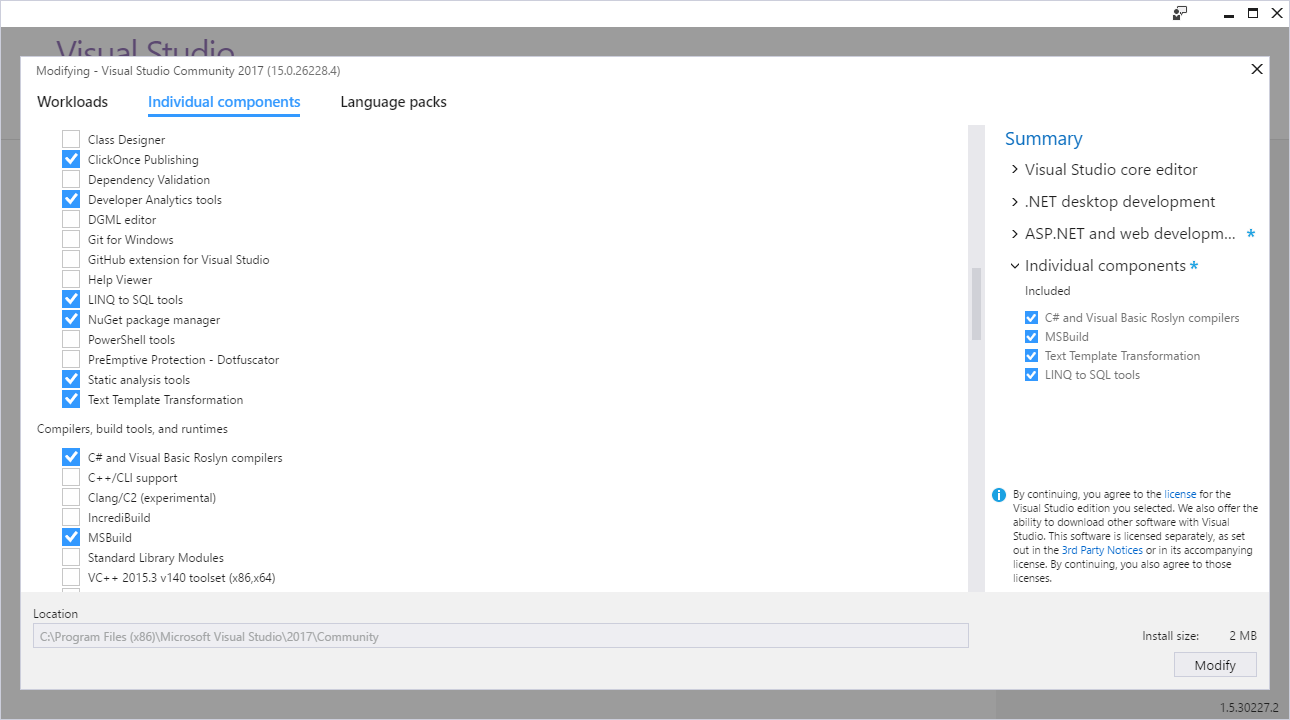 Visual Studio
Modifying - Visual Studio Community 2017 (15.0.26228.4)
Workloads
Individual components
Language packs
Class Designer
ClickOnce Publishing
Dependency Validation
Developer Analytics tools
DGML editor
Git for Windows
GitHub extension for Visual Studio
Help Viewer
LINQ to SQL tools
NuGet package manager
PowerShell tools
PreEmptive Protection - Dotfuscator
Static analysis tools
Text Template Transformation
Compilers, build tools, and runtimes
C# and Visual Basic Roslyn compilers
C++/CLI support
Clang/C2 (experimental)
IncrediBuild
MSBuild
Standard Library Modules
VC++ 2015.3 v140 toolset (x86,x64)
Summary
Visual Studio core editor
.NET desktop development
ASP.NET and web developm... *
Individual components *
Included
C# and Visual Basic Roslyn compilers
MSBuild
Text Template Transformation
LINQ to SQL tools
By continuing, you agree to the license for the
Visual Studio edition you selected. We also offer the
ability to download other software with Visual
Studio. This software is licensed separately, as set
out in the 3rd Party Notices or in its accompanying
license. By continuing, you also agree to those
licenses.
Location
C:\Program Files (x86)\Microsoft Visual Studio\2017\Community
Install size: 2 MB
Modify
1.5.30227.2